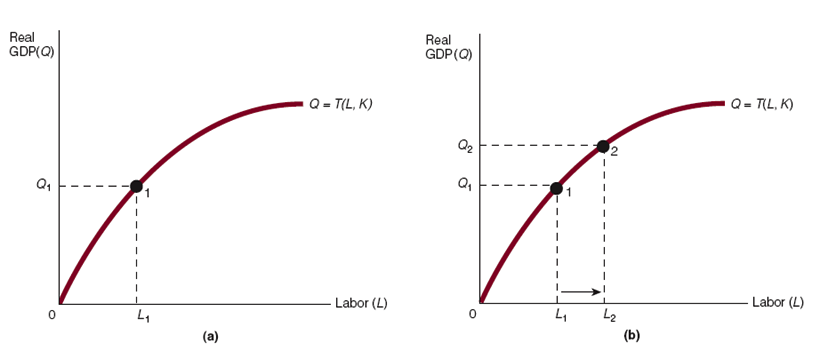 Real
GDP(Q)
Q = T(L, K)
Q₁
1
0
L₁
Labor (L)
(a)
Real
GDP(Q)
Q = T(L, K)
Q₂
2
Q₁
1
0
L₁
L₂
Labor (L)
(b)